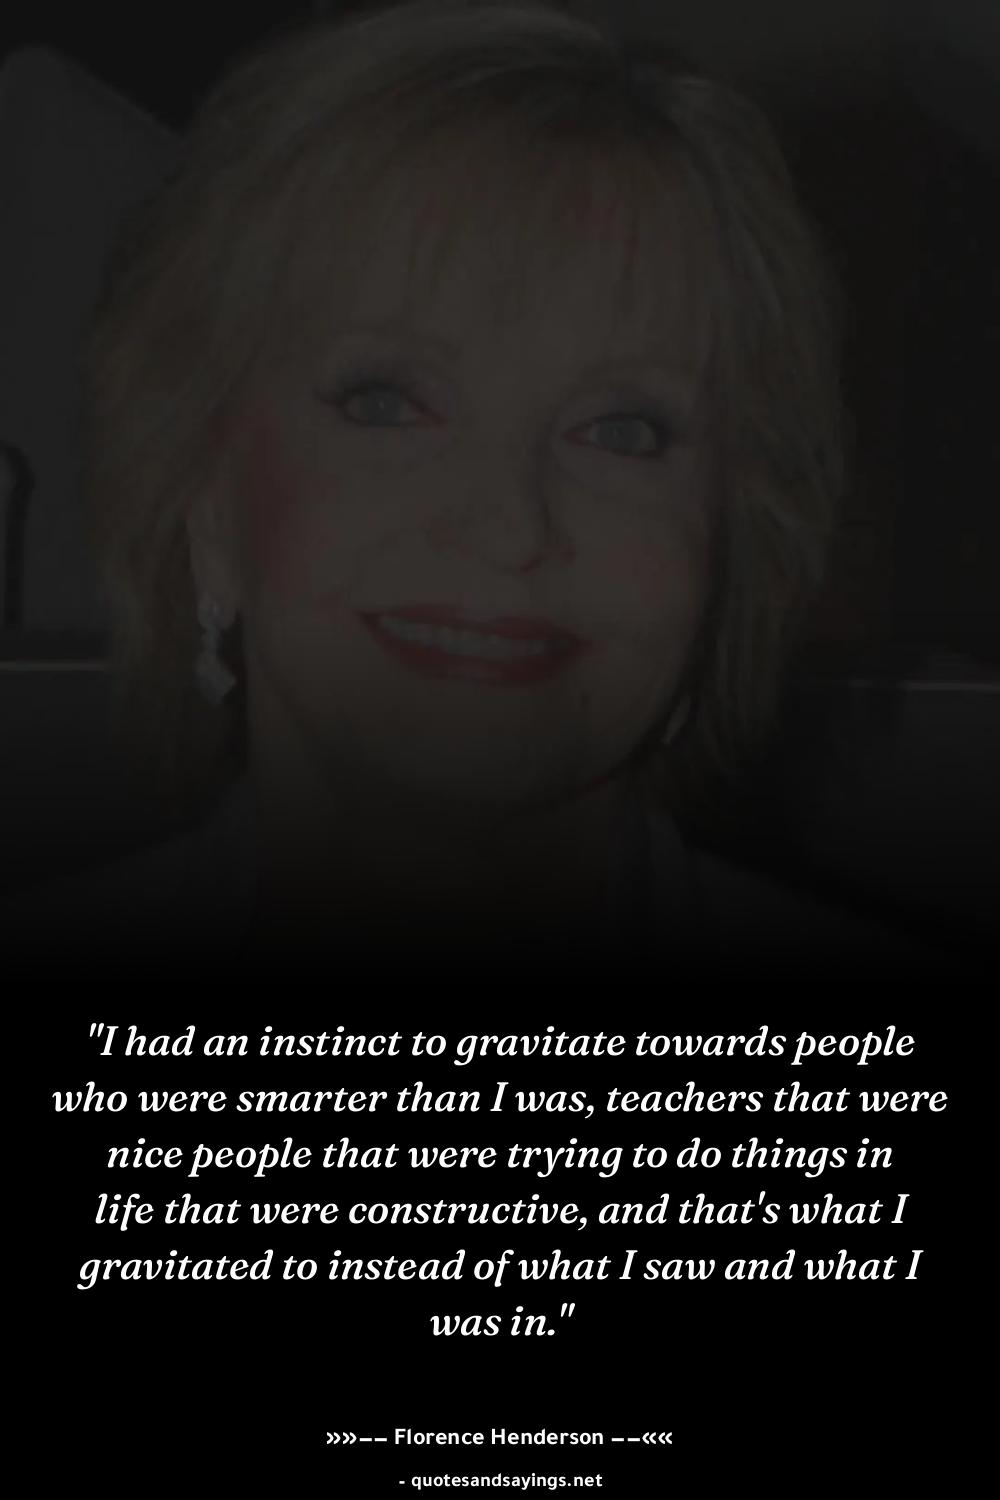 "I had an instinct to gravitate towards people
who were smarter than I was, teachers that were
nice people that were trying to do things in
life that were constructive, and that's what I
gravitated to instead of what I saw and what I
was in."
»»−− Florence Henderson −−««
- quotesandsayings.net